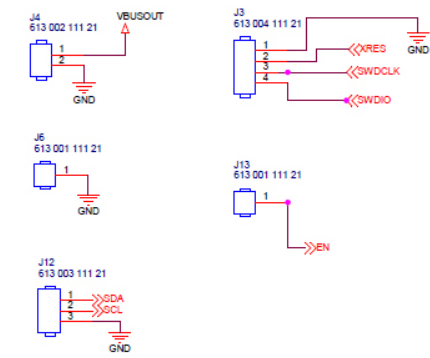 J4
613 002 111 21
VBUSOUT
1
2
GND
J3
613 004 111 21
1
2
3
4
GND
XRES
SWDCLK
SWDIO
J6
613 001 111 21
1
GND
J13
613 001 111 21
1
EN
J12
613 003 111 21
1
2
3
SDA
SCL
GND